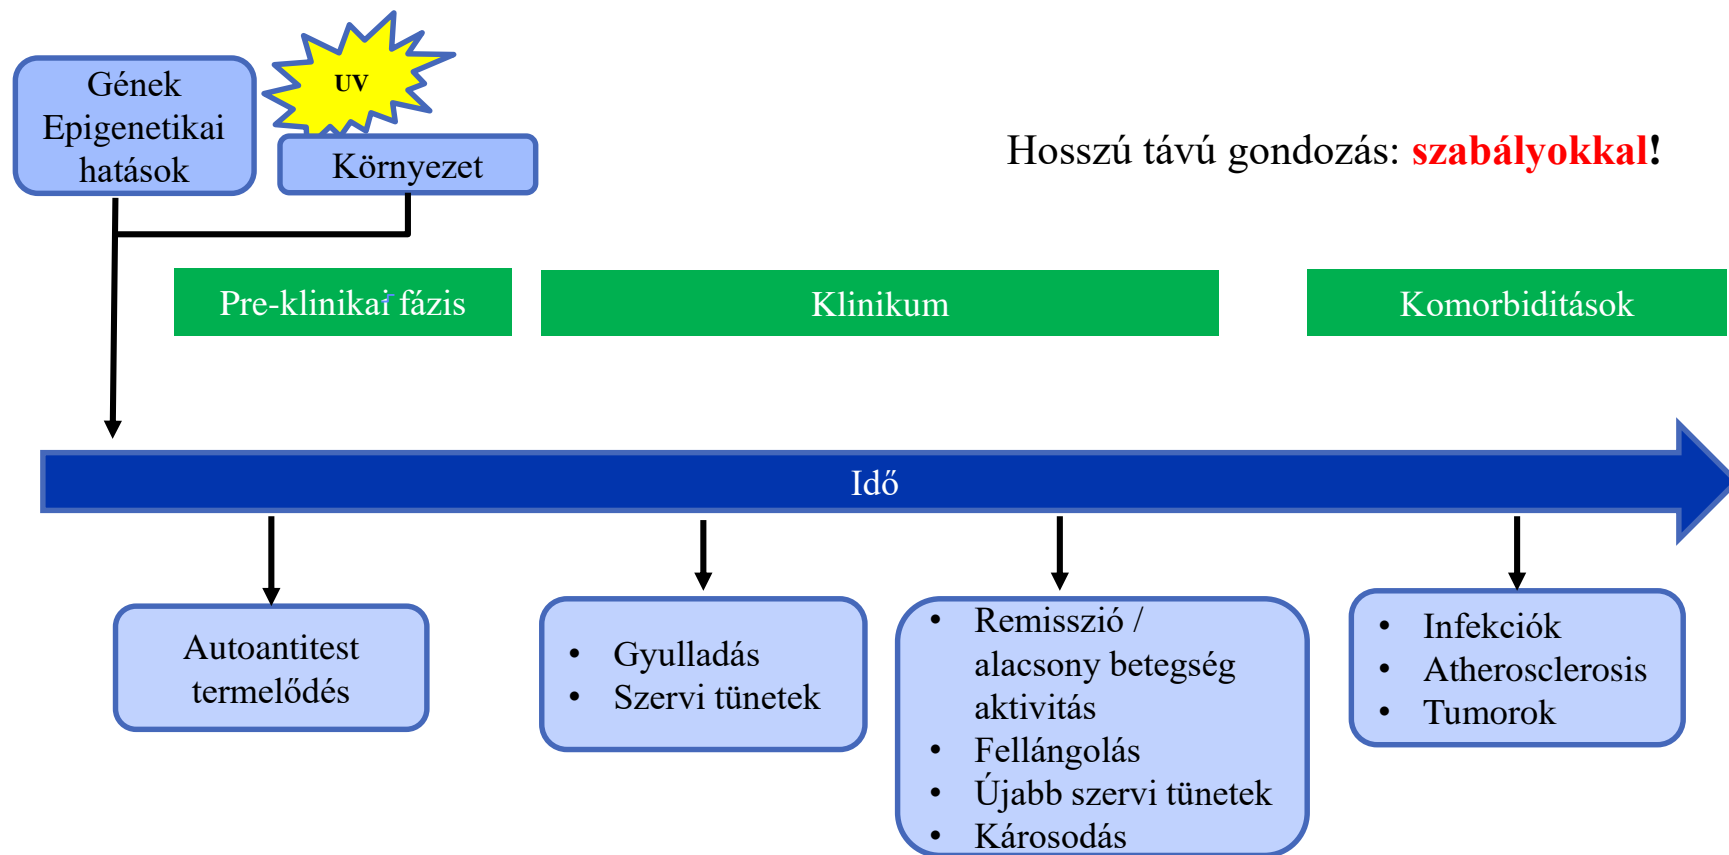 Gének
Epigenetikai
hatások
UV
Környezet
Hosszú távú gondozás: szabályokkal!
Pre-klinikai fázis
Klinikum
Komorbiditások
Idő
Autoantitest
termelődés
• Gyulladás
• Szervi tünetek
• Remisszió /
alacsony betegség
aktivitás
• Fellángolás
• Újabb szervi tünetek
• Károsodás
• Infekciók
• Atherosclerosis
• Tumorok